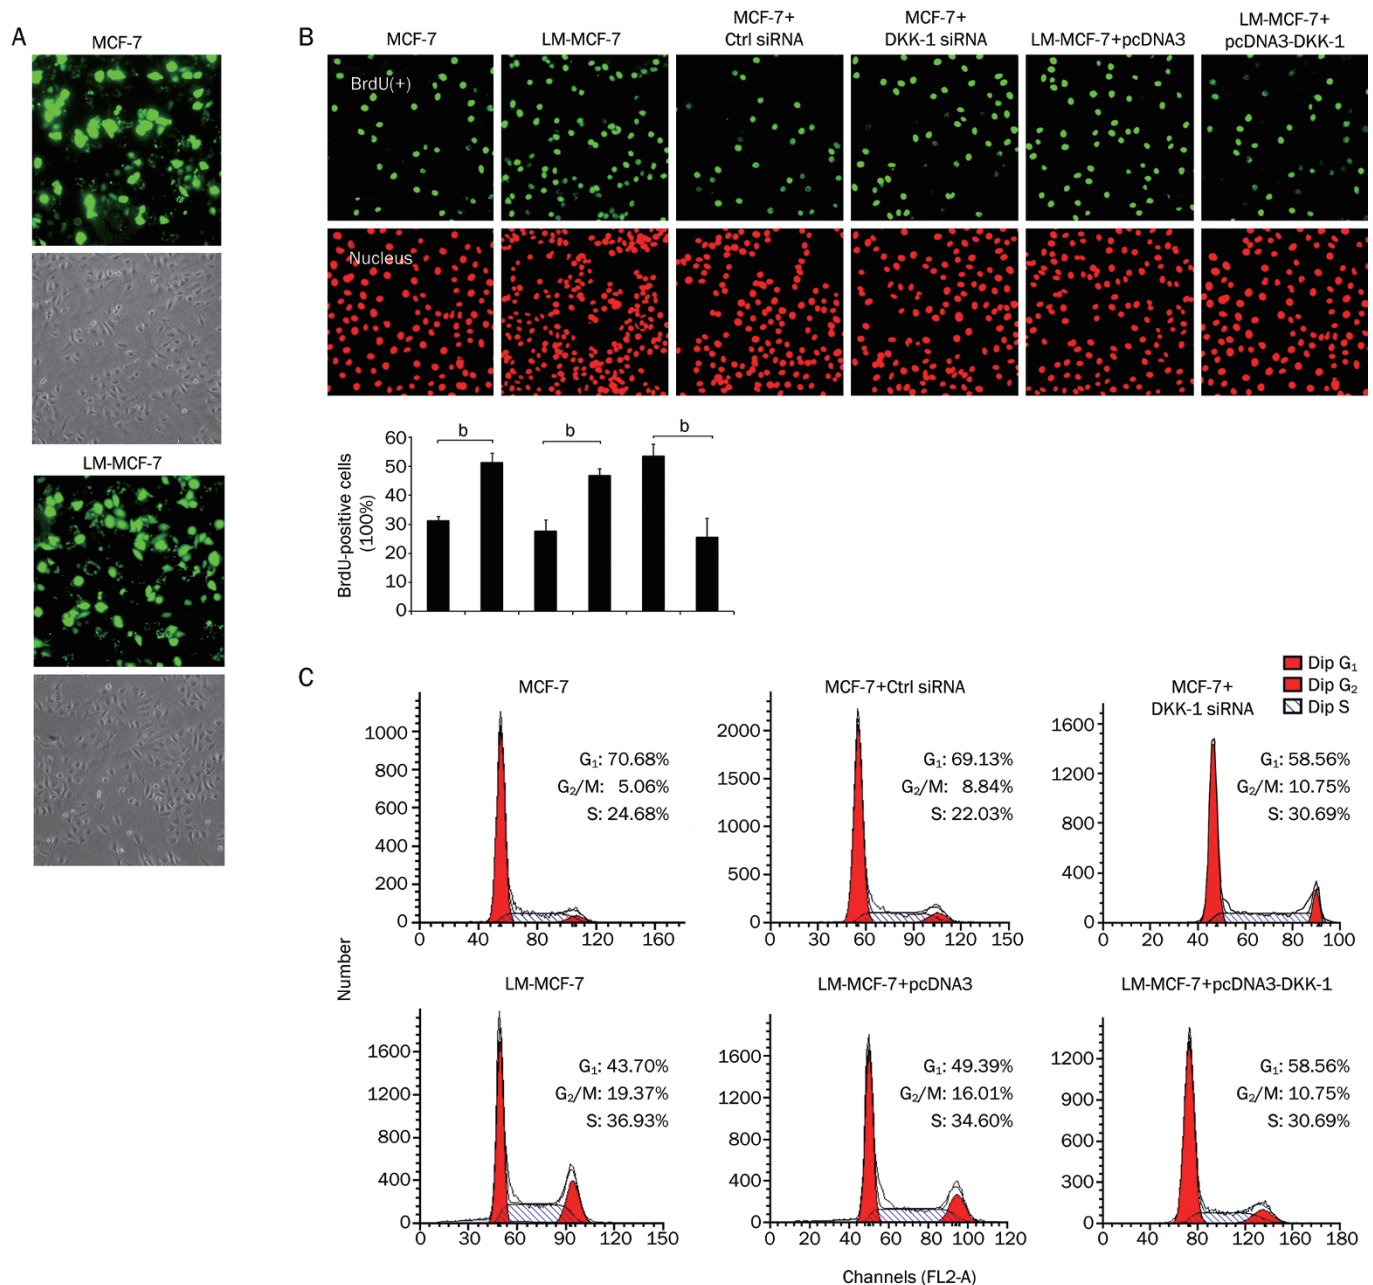 A
MCF-7
LM-MCF-7
B
MCF-7
LM-MCF-7
MCF-7+
Ctrl siRNA
MCF-7+
DKK-1 siRNA
LM-MCF-7+pcDNA3
LM-MCF-7+
pcDNA3-DKK-1
BrdU(+)
Nucleus
BrdU-positive cells
(100%)
60
50
40
30
20
10
0
b
b
b
C
Dip G₁
Dip G₂
Dip S
MCF-7
1000
800
600
400
200
0
G₁: 70.68%
G₂/M: 5.06%
S: 24.68%
0 40 80 120 160
MCF-7+Ctrl siRNA
2000
1500
1000
500
0
G₁: 69.13%
G₂/M: 8.84%
S: 22.03%
0 30 60 90 120 150
MCF-7+
DKK-1 siRNA
1600
1200
800
400
0
G₁: 58.56%
G₂/M: 10.75%
S: 30.69%
0 20 40 60 80 100
Number
LM-MCF-7
1600
1200
800
400
0
G₁: 43.70%
G₂/M: 19.37%
S: 36.93%
0 30 60 90 120 150
LM-MCF-7+pcDNA3
1600
1200
800
400
0
G₁: 49.39%
G₂/M: 16.01%
S: 34.60%
0 20 40 60 80 100 120
LM-MCF-7+pcDNA3-DKK-1
1200
900
600
300
0
G₁: 58.56%
G₂/M: 10.75%
S: 30.69%
0 40 80 120 160 180
Channels (FL2-A)